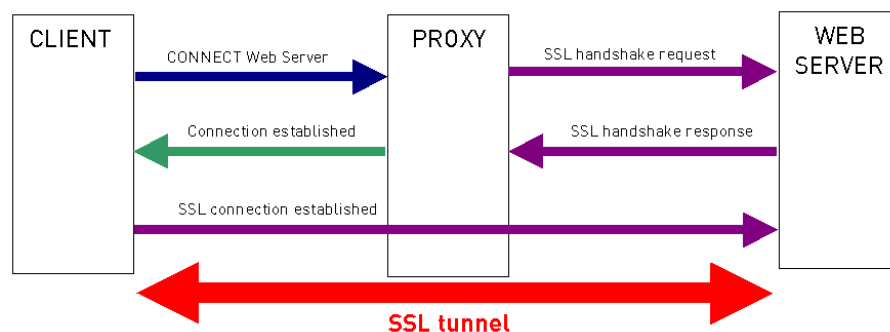 CLIENT
PROXY
WEB
SERVER
CONNECT Web Server
SSL handshake request
Connection established
SSL handshake response
SSL connection established
SSL tunnel